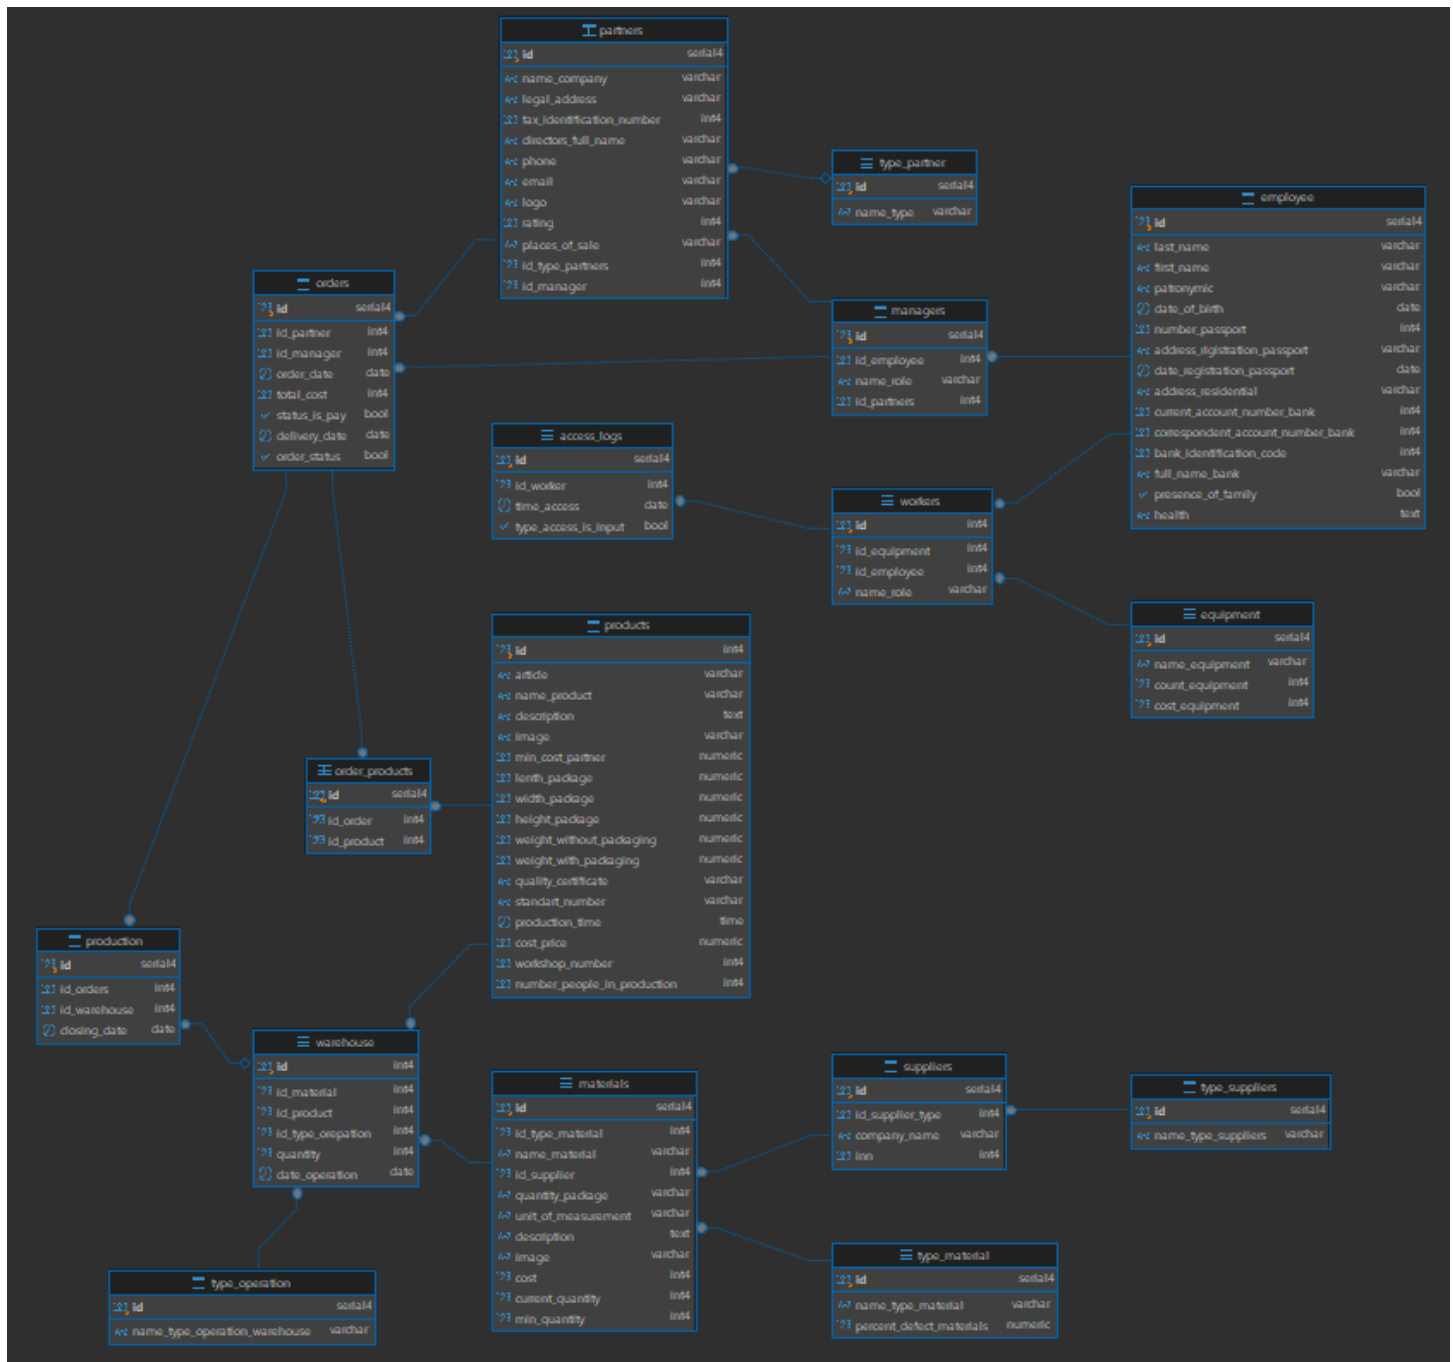 partners
id serial4
name_company varchar
legal_address varchar
tax_identification_number int4
directors_full_name varchar
phone varchar
email varchar
logo varchar
rating int4
places_of_sale varchar
id_type_partners int4
id_manager int4
type_partner
id serial4
name_type varchar
employee
id serial4
last_name varchar
first_name varchar
patronymic varchar
date_of_birth date
number_passport int4
address_rigistration_passport varchar
date_registration_passport date
address_residential varchar
current_account_number_bank int4
correspondent_account_number_bank int4
bank_identification_code int4
full_name_bank varchar
presence_of_family bool
health text
orders
id serial4
id_partner int4
id_manager int4
order_date date
total_cost int4
status_is_pay bool
delivery_date date
order_status bool
managers
id serial4
id_employee int4
name_role varchar
id_partners int4
access_logs
id serial4
id_worker int4
time_access date
type_access_is_input bool
workers
id int4
id_equipment int4
id_employee int4
name_role varchar
equipment
id serial4
name_equipment varchar
count_equipment int4
cost_equipment int4
products
id int4
article varchar
name_product varchar
description text
image varchar
min_cost_partner numeric
lenth_package numeric
width_package numeric
height_package numeric
weight_without_packaging numeric
weight_with_packaging numeric
quality_certificate varchar
standart_number varchar
production_time time
cost_price numeric
workshop_number int4
number_people_in_production int4
order_products
id serial4
id_order int4
id_product int4
production
id serial4
id_orders int4
id_warehouse int4
closing_date date
warehouse
id int4
id_material int4
id_product int4
id_type_orepation int4
quantity int4
date_operation date
materials
id serial4
id_type_material int4
name_material varchar
id_supplier int4
quantity_package varchar
unit_of_measurement varchar
description text
image varchar
cost int4
current_quantity int4
min_quantity int4
suppliers
id serial4
id_supplier_type int4
company_name varchar
inn int4
type_suppliers
id serial4
name_type_suppliers varchar
type_material
id serial4
name_type_material varchar
percent_defect_materials numeric
type_operation
id serial4
name_type_operation_warehouse varchar